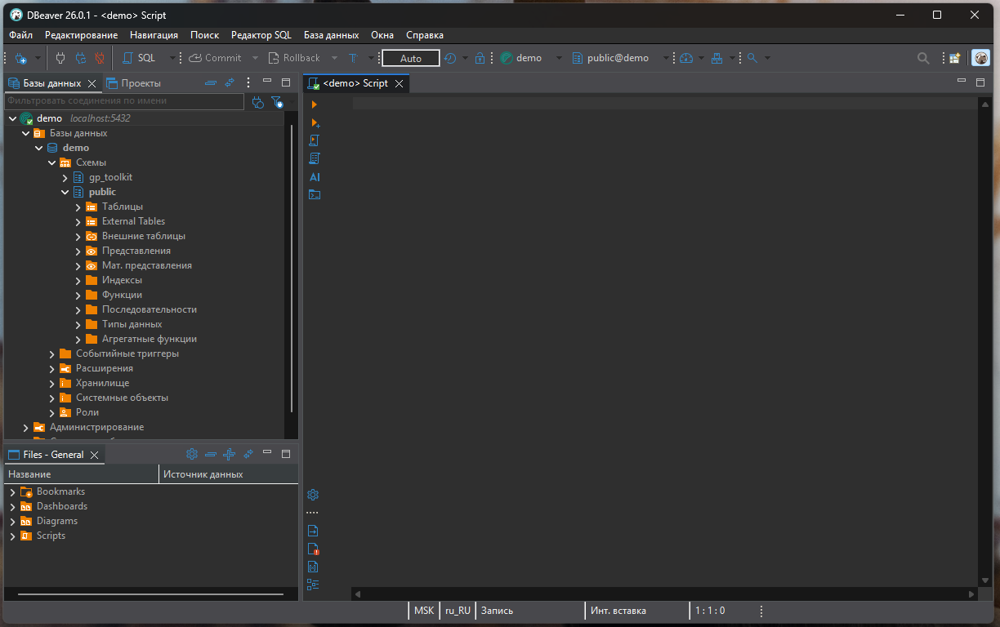 DBeaver 26.0.1 - <demo> Script
Файл Редактирование Навигация Поиск Редактор SQL База данных Окна Справка
SQL Commit Rollback T Auto demo public@demo
Базы данных Проекты
<demo> Script
Фильтровать соединения по имени
demo localhost:5432
Базы данных
demo
Схемы
gp_toolkit
public
Таблицы
External Tables
Внешние таблицы
Представления
Мат. представления
Индексы
Функции
Последовательности
Типы данных
Агрегатные функции
Событийные триггеры
Расширения
Хранилище
Системные объекты
Роли
Администрирование
AI
Files - General
Название Источник данных
Bookmarks
Dashboards
Diagrams
Scripts
MSK ru_RU Запись Инт. вставка 1 : 1 : 0